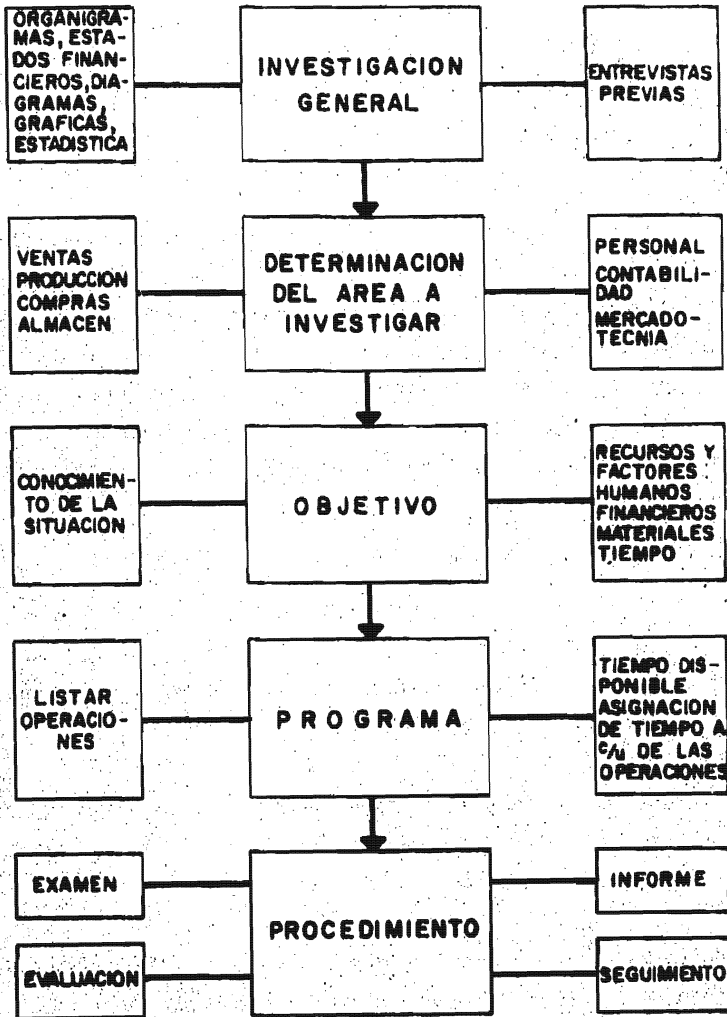 ORGANIGRA-
MAS, ESTA-
DOS FINAN-
CIEROS, DIA-
GRAMAS,
GRAFICAS,
ESTADISTICA
INVESTIGACION
GENERAL
ENTREVISTAS
PREVIAS
VENTAS
PRODUCCION
COMPRAS
ALMACEN
DETERMINACION
DEL AREA A
INVESTIGAR
PERSONAL
CONTABILI-
DAD
MERCADO-
TECNIA
CONOCIMIEN-
TO DE LA
SITUACION
OBJETIVO
RECURSOS Y
FACTORES :
HUMANOS
FINANCIEROS
MATERIALES
TIEMPO
LISTAR
OPERACIO-
NES
PROGRAMA
TIEMPO DIS-
PONIBLE
ASIGNACION
DE TIEMPO A
C/U DE LAS
OPERACIONES
EXAMEN
EVALUACION
PROCEDIMIENTO
INFORME
SEGUIMIENTO